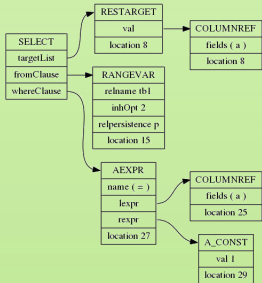 SELECT
targetList
fromClause
whereClause
RESTARGET
val
location 8
COLUMNREF
fields ( a )
location 8
RANGEVAR
relname tb1
inhOpt 2
relpersistence p
location 15
AEXPR
name ( = )
lexpr
rexpr
location 27
COLUMNREF
fields ( a )
location 25
A_CONST
val 1
location 29